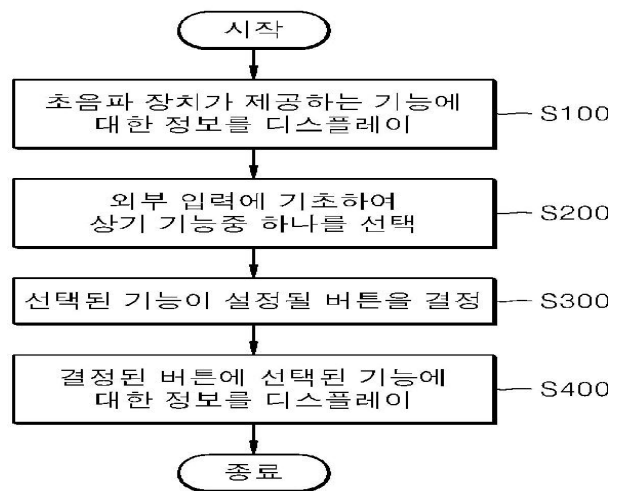 시작
초음파 장치가 제공하는 기능에
대한 정보를 디스플레이
S100
외부 입력에 기초하여
상기 기능중 하나를 선택
S200
선택된 기능이 설정될 버튼을 결정
S300
결정된 버튼에 선택된 기능에
대한 정보를 디스플레이
S400
종료